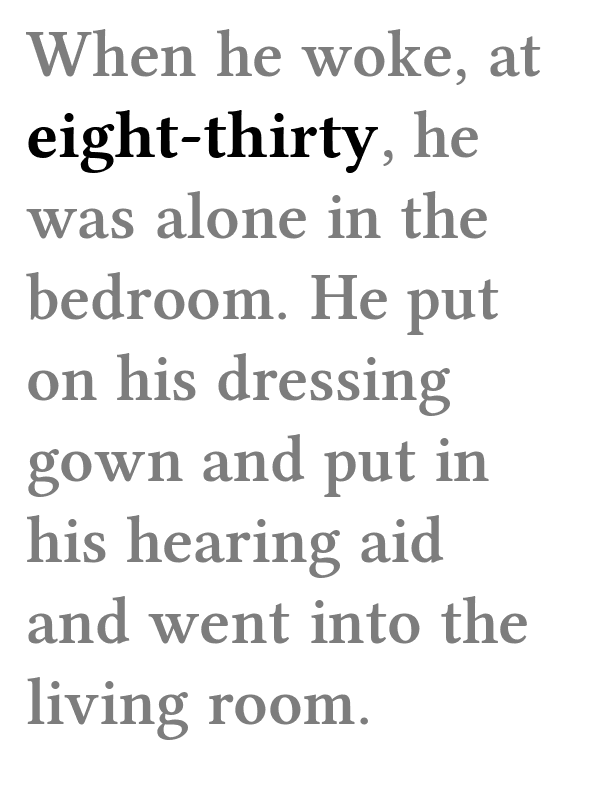 When he woke, at
eight-thirty, he
was alone in the
bedroom. He put
on his dressing
gown and put in
his hearing aid
and went into the
living room.